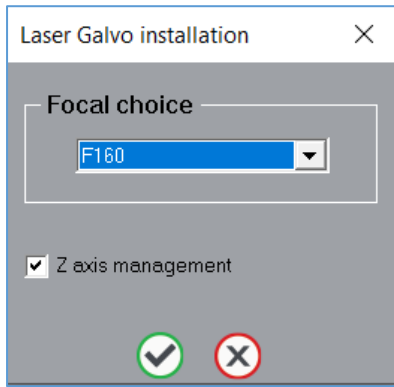 Laser Galvo installation
Focal choice
F160
Z axis management